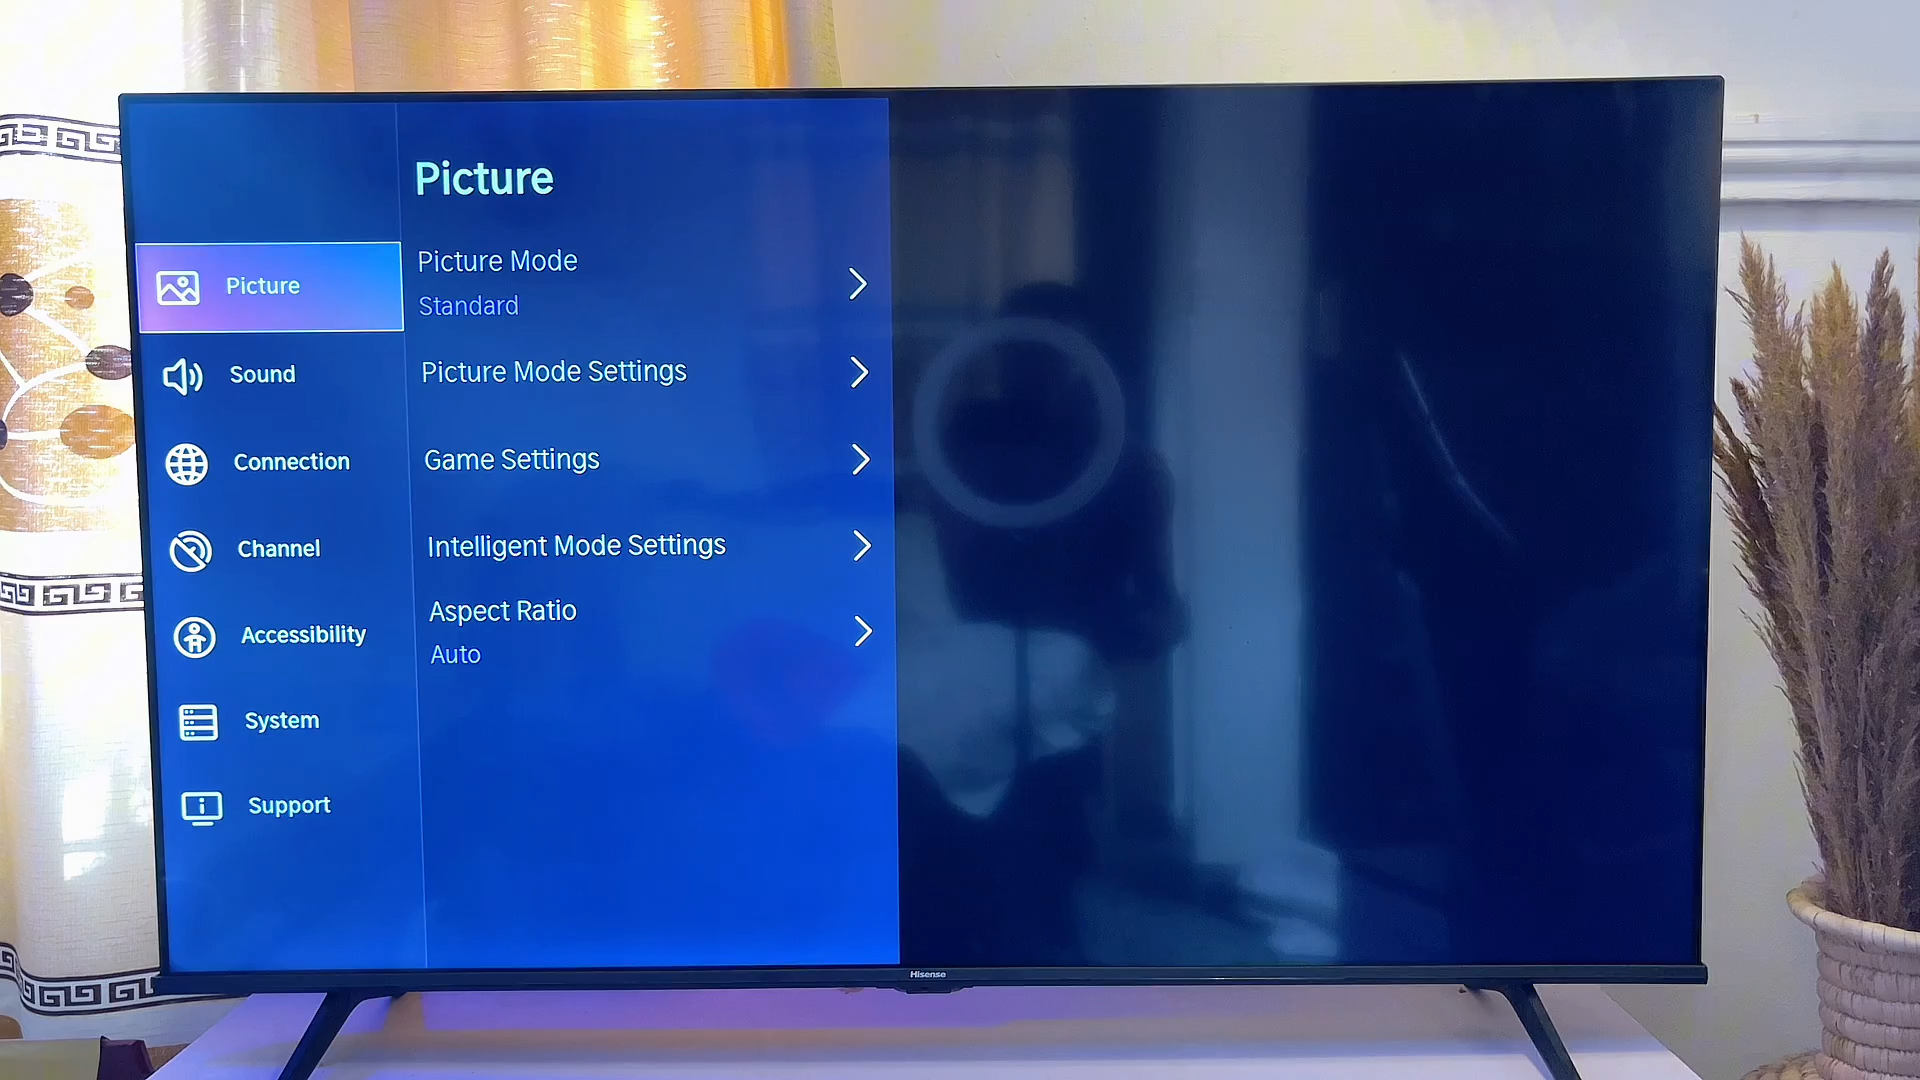 Picture
Sound
Connection
Channel
Accessibility
System
Support
Picture
Picture Mode
Standard
Picture Mode Settings
Game Settings
Intelligent Mode Settings
Aspect Ratio
Auto
Hisense